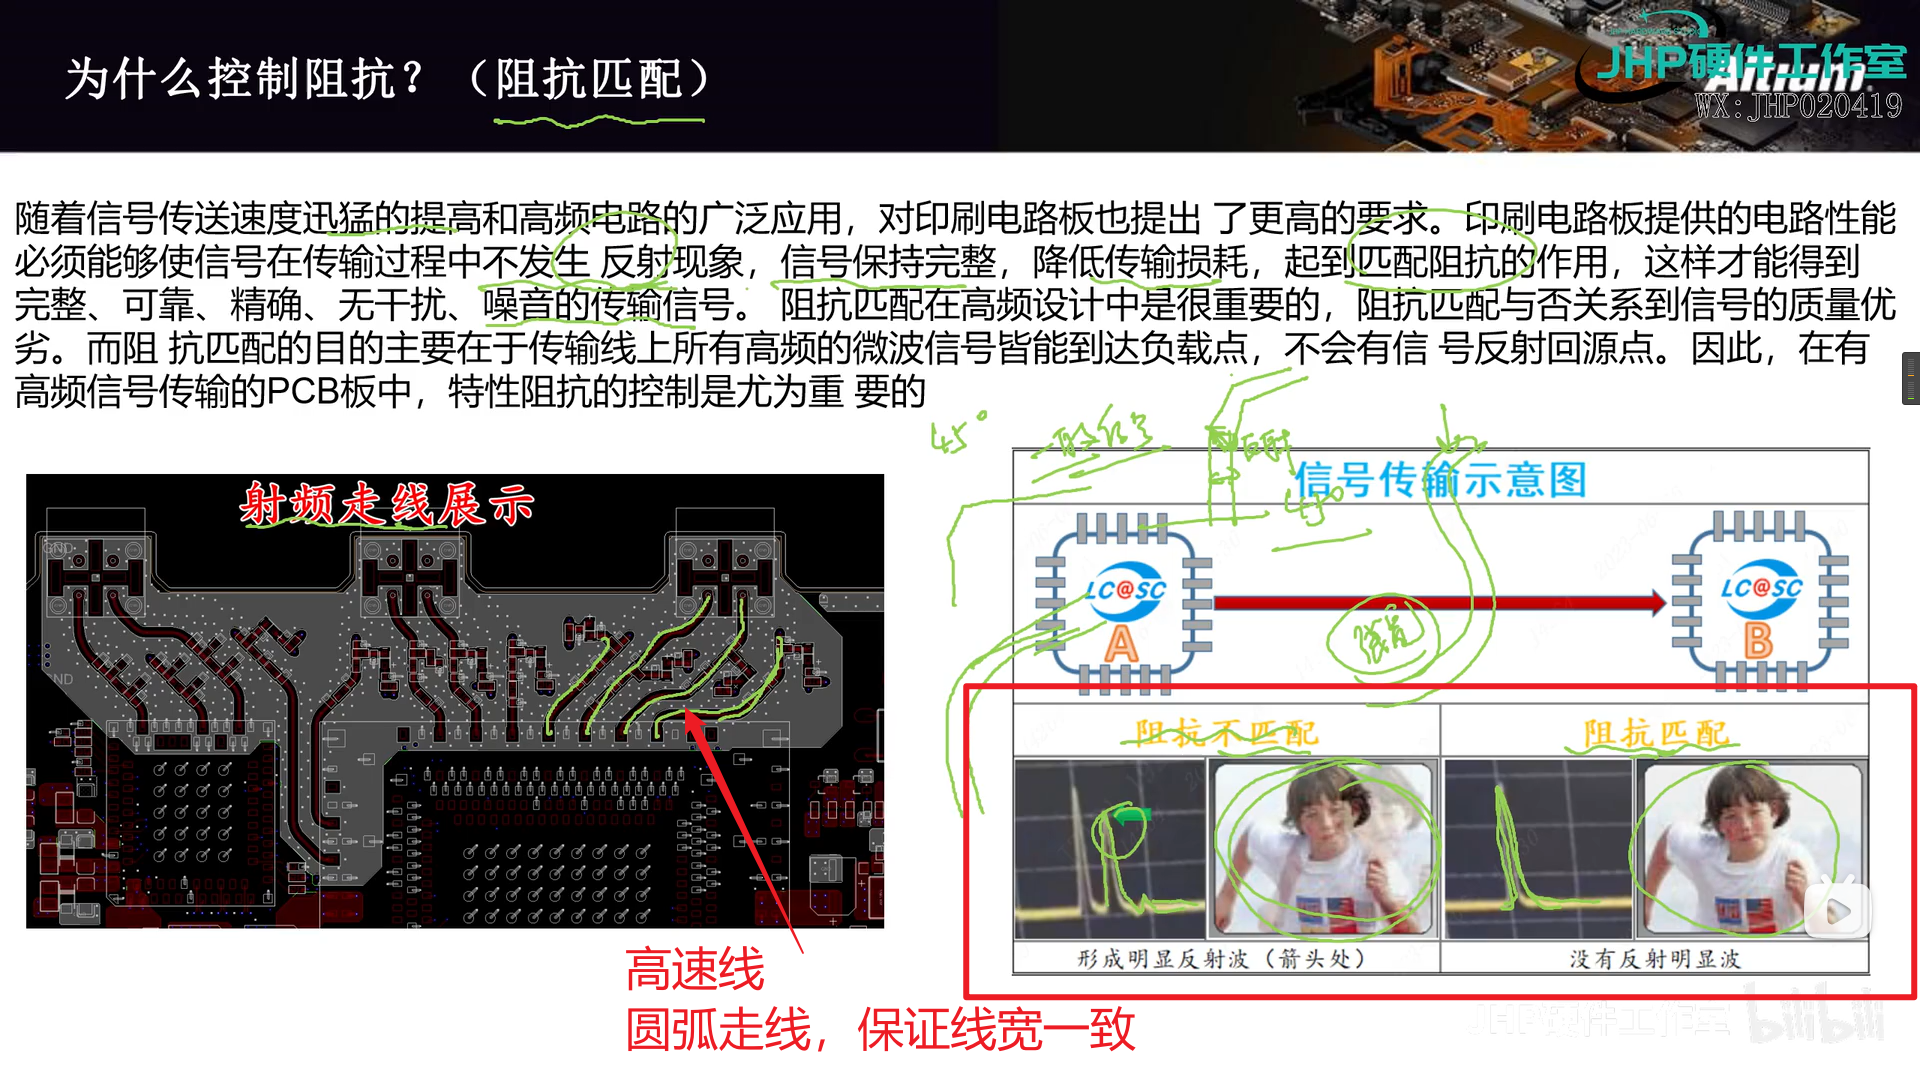 为什么控制阻抗？（阻抗匹配）
JHP硬件工作室
Altium
WX:JHP020419
随着信号传送速度迅猛的提高和高频电路的广泛应用，对印刷电路板也提出 了更高的要求。印刷电路板提供的电路性能
必须能够使信号在传输过程中不发生 反射现象，信号保持完整，降低传输损耗，起到匹配阻抗的作用，这样才能得到
完整、可靠、精确、无干扰、噪音的传输信号。 阻抗匹配在高频设计中是很重要的，阻抗匹配与否关系到信号的质量优
劣。而阻 抗匹配的目的主要在于传输线上所有高频的微波信号皆能到达负载点，不会有信 号反射回源点。因此，在有
高频信号传输的PCB板中，特性阻抗的控制是尤为重 要的
45°
一般信号
反射
45°
射频走线展示
GND
GND
信号传输示意图
LC@SC
A
线宽
LC@SC
B
阻抗不匹配
阻抗匹配
形成明显反射波（箭头处）
没有反射明显波
高速线
圆弧走线，保证线宽一致
JHP硬件工作室
bilibili